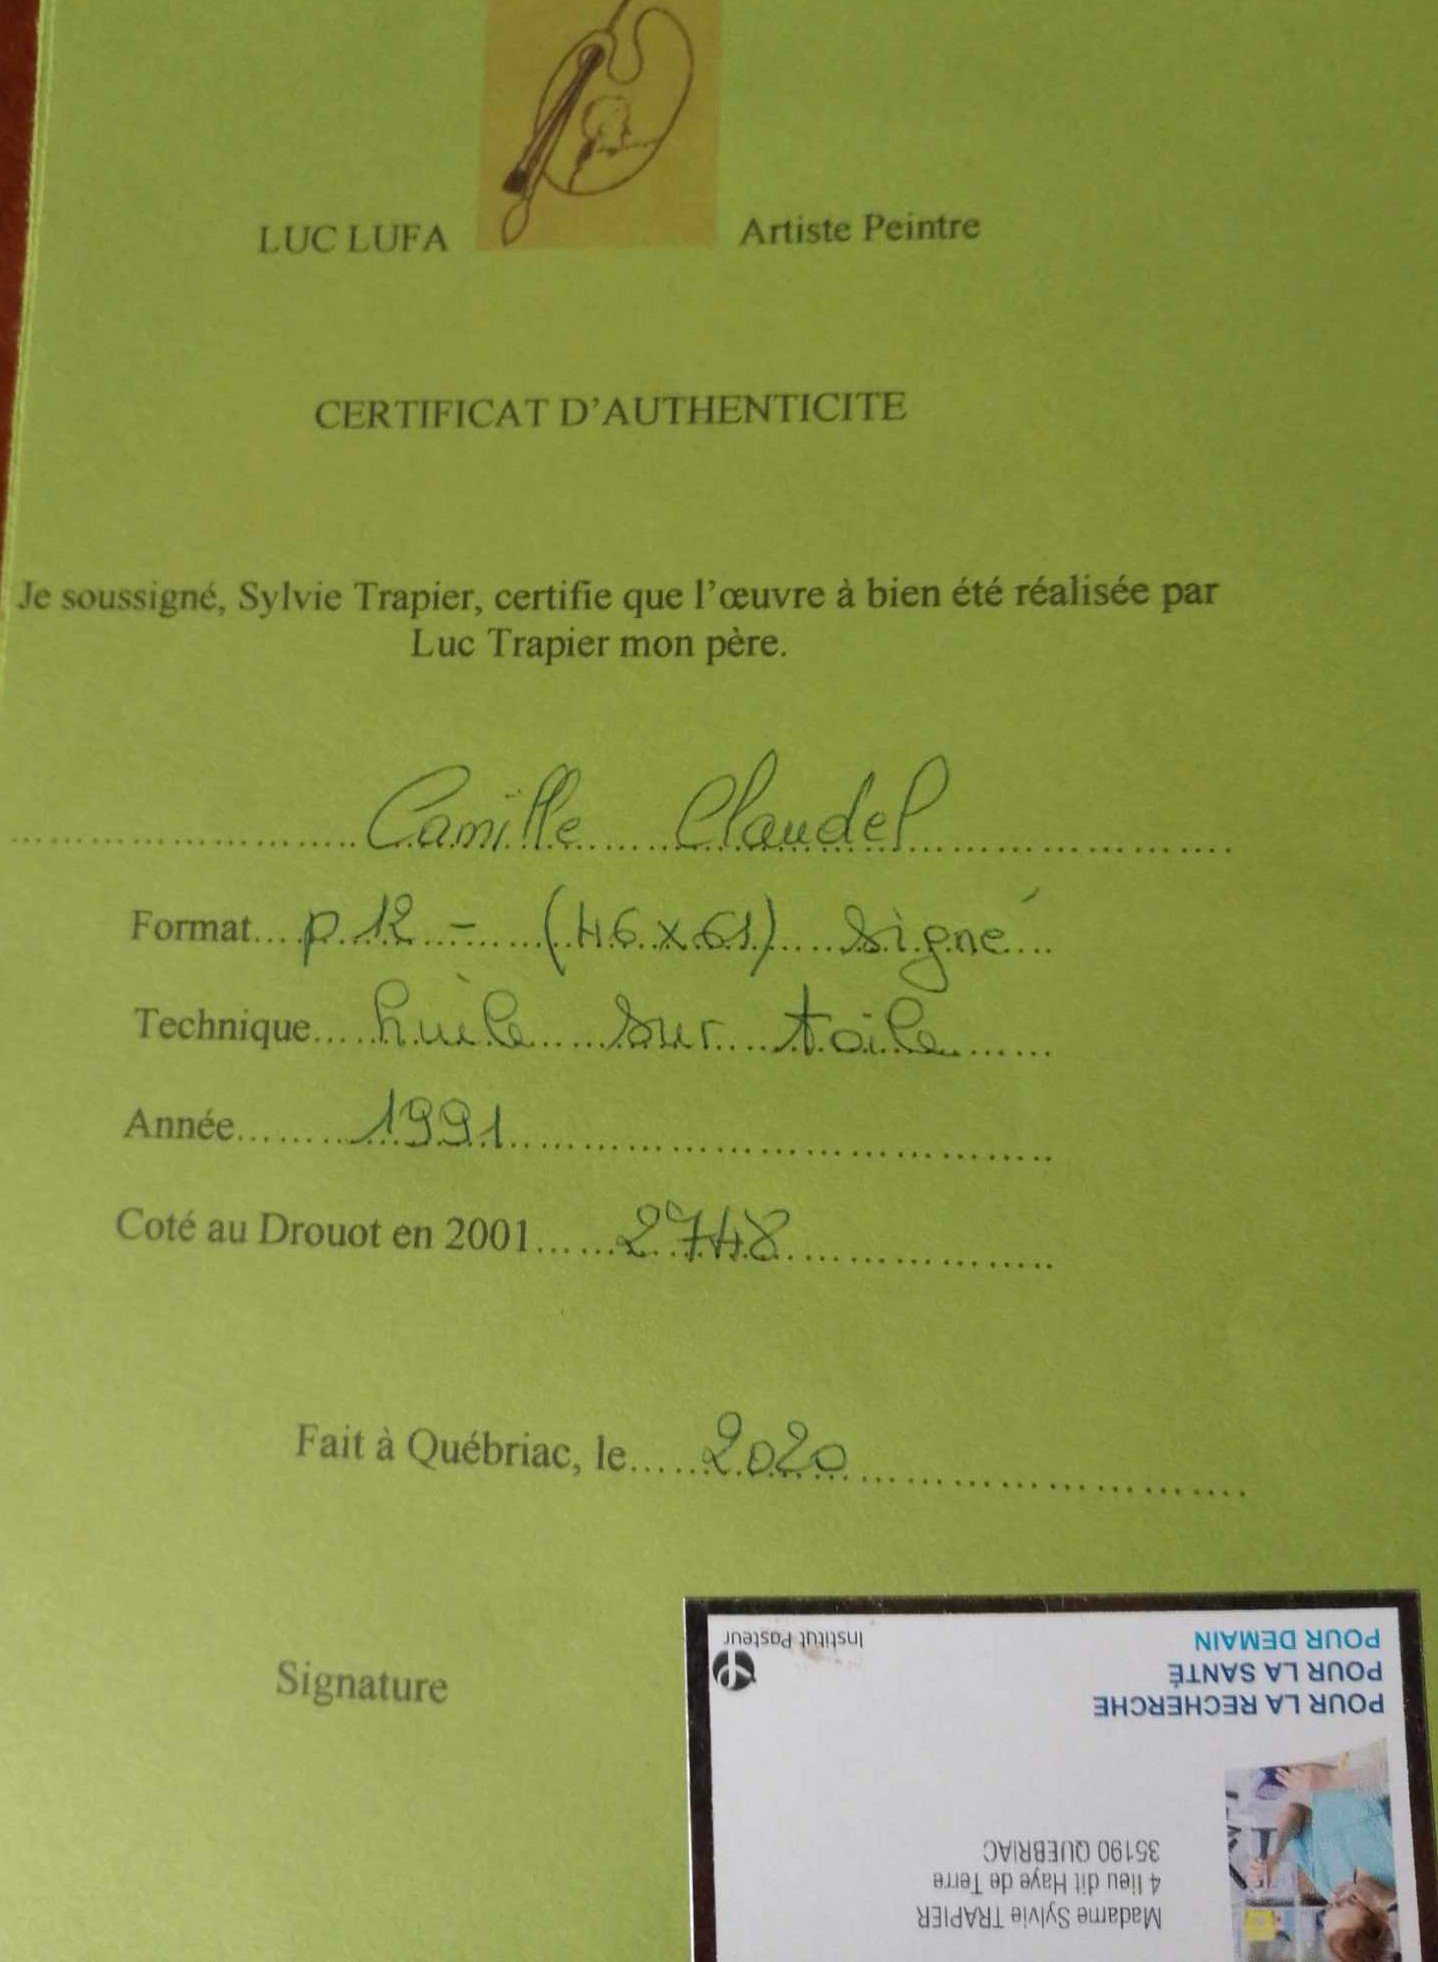 LUC LUFA Artiste Peintre
CERTIFICAT D'AUTHENTICITE
Je soussigné, Sylvie Trapier, certifie que l'œuvre à bien été réalisée par
Luc Trapier mon père.
Camille Claudel
Format... p 12 - (46 x 61) signé
Technique... huile sur toile
Année... 1991
Coté au Drouot en 2001... 2748
Fait à Québriac, le... 2020
Signature
Madame Sylvie TRAPIER
4 lieu dit Haye de Terre
35190 QUEBRIAC
POUR LA RECHERCHE
POUR LA SANTÉ
POUR DEMAIN
Institut Pasteur